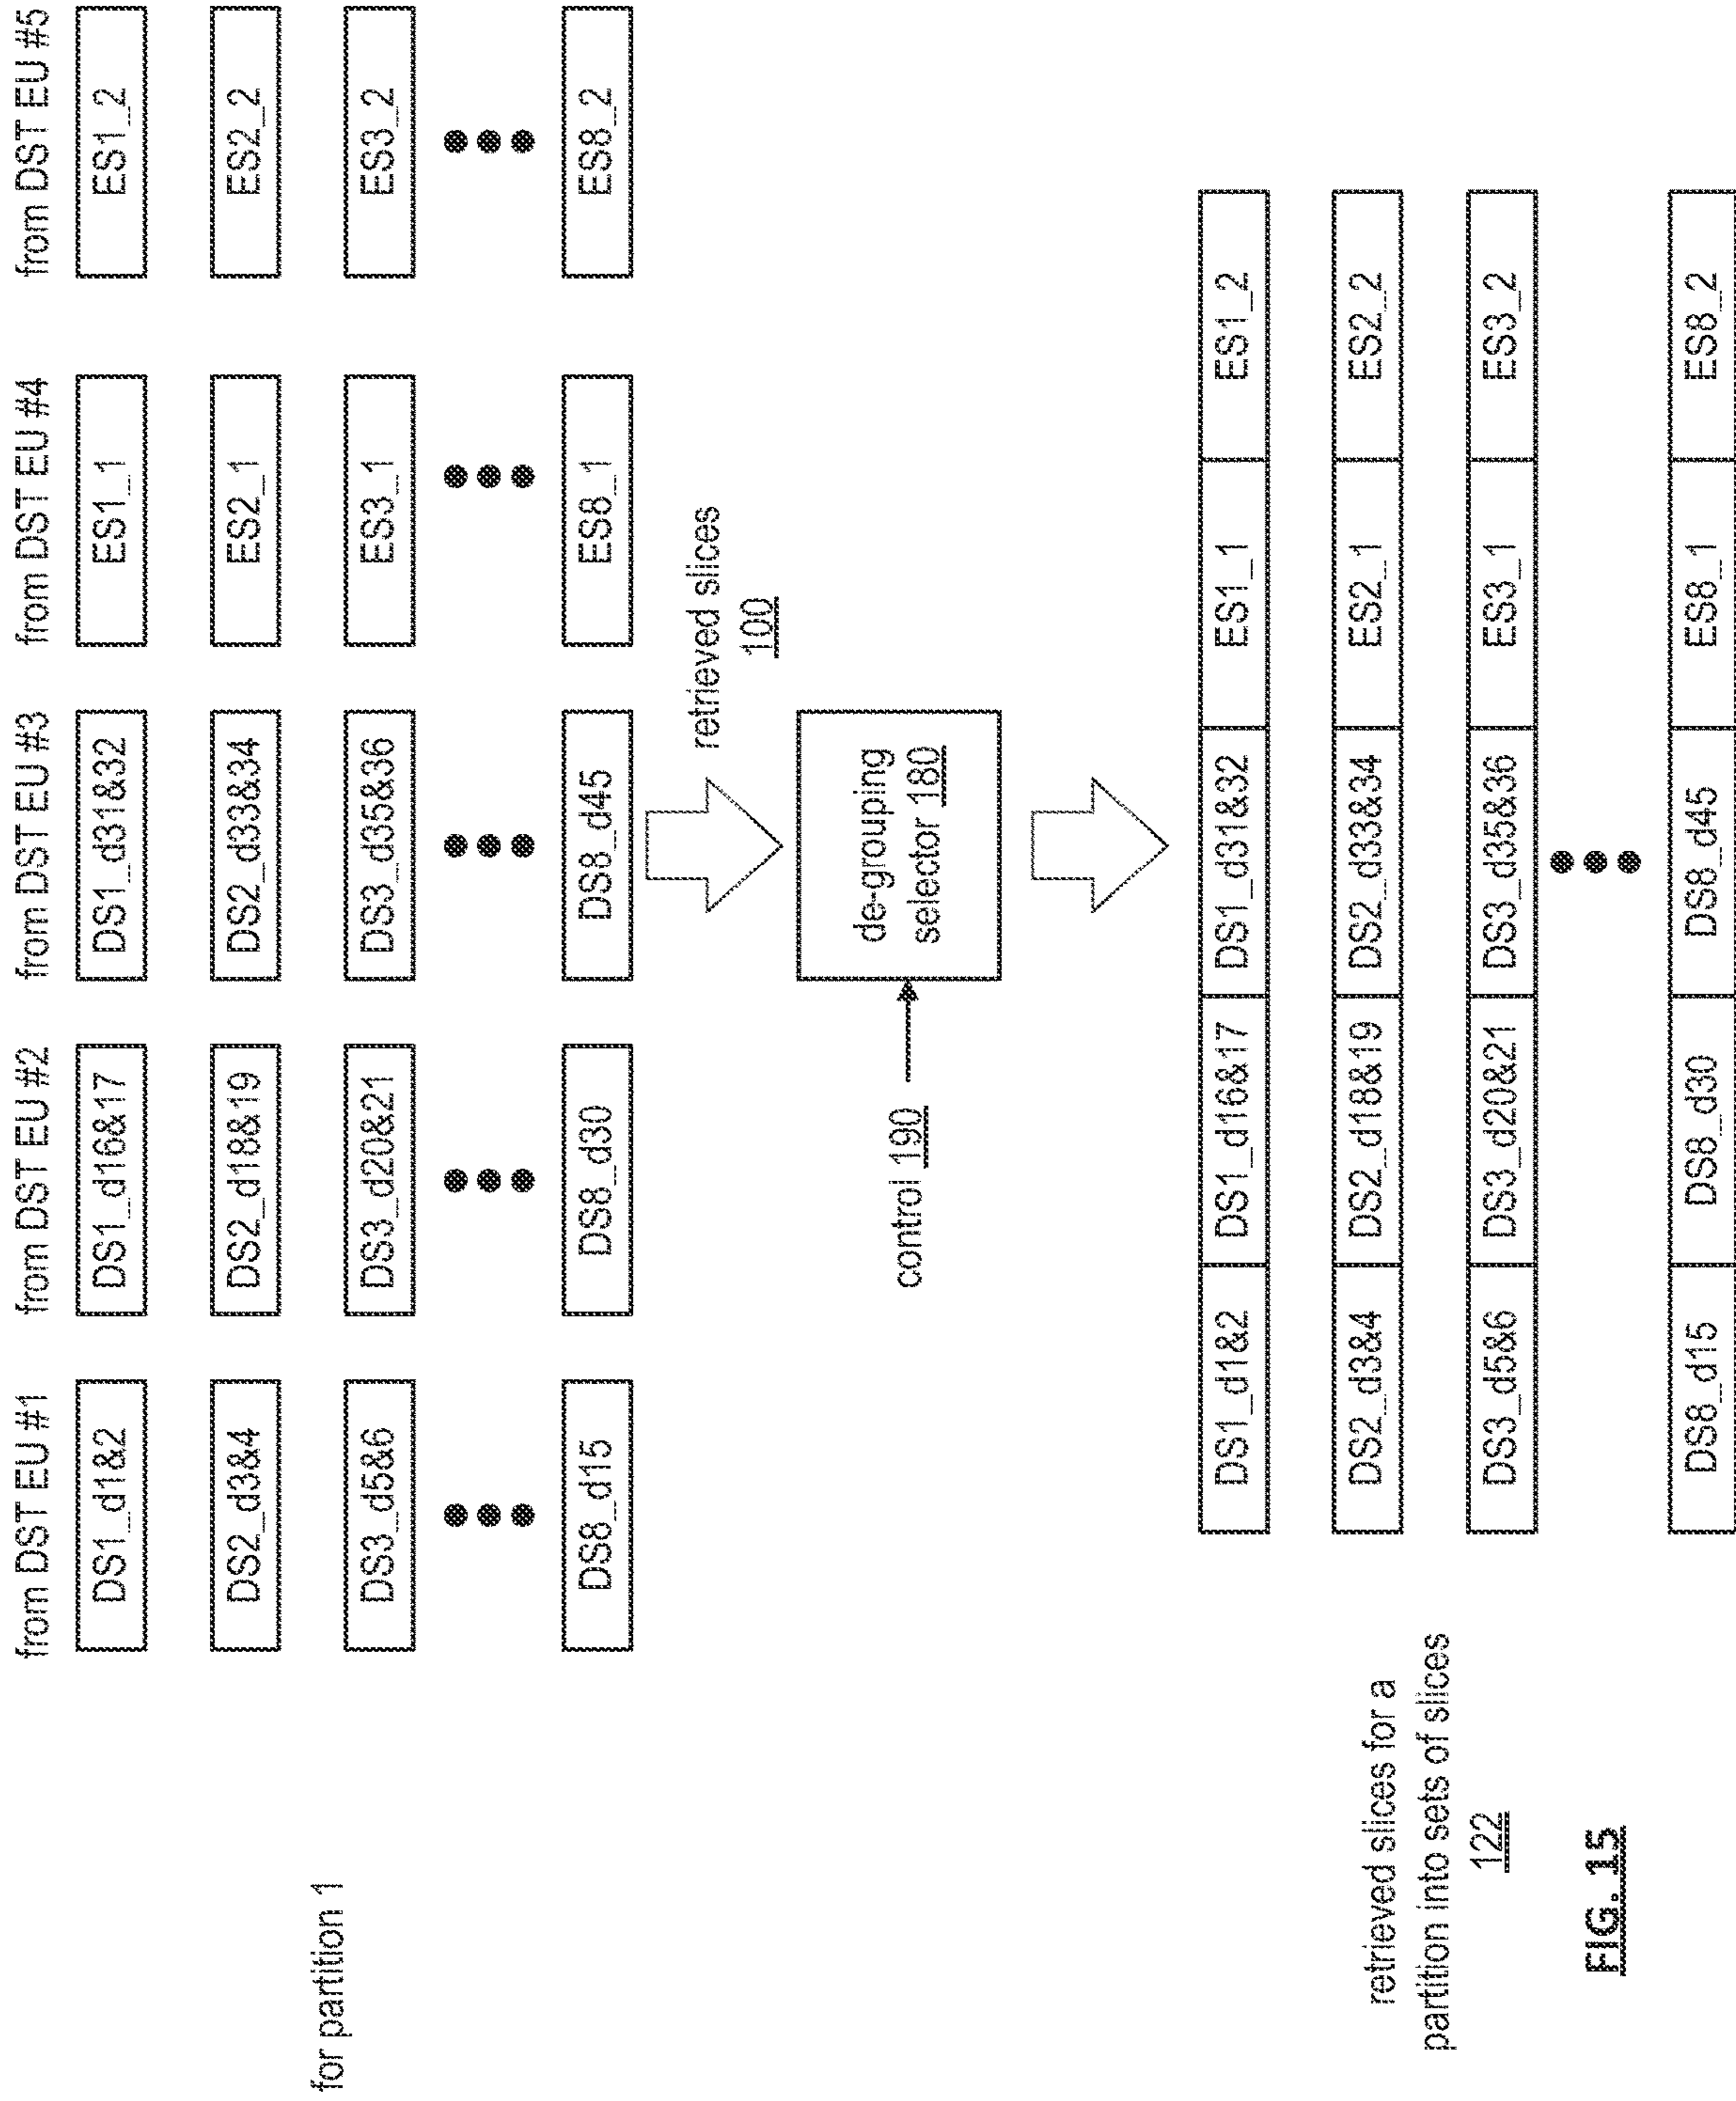 from DST EU #1
from DST EU #2
from DST EU #3
from DST EU #4
from DST EU #5
DS1_d1&2
DS1_d16&17
DS1_d31&32
ES1_1
ES1_2
DS2_d3&4
DS2_d18&19
DS2_d33&34
ES2_1
ES2_2
for partition 1
DS3_d5&6
DS3_d20&21
DS3_d35&36
ES3_1
ES3_2
DS8_d15
DS8_d30
DS8_d45
ES8_1
ES8_2
retrieved slices
100
control 190
de-grouping
selector 180
DS1_d1&2
DS1_d16&17
DS1_d31&32
ES1_1
ES1_2
DS2_d3&4
DS2_d18&19
DS2_d33&34
ES2_1
ES2_2
DS3_d5&6
DS3_d20&21
DS3_d35&36
ES3_1
ES3_2
DS8_d15
DS8_d30
DS8_d45
ES8_1
ES8_2
retrieved slices for a
partition into sets of slices
122
FIG. 15